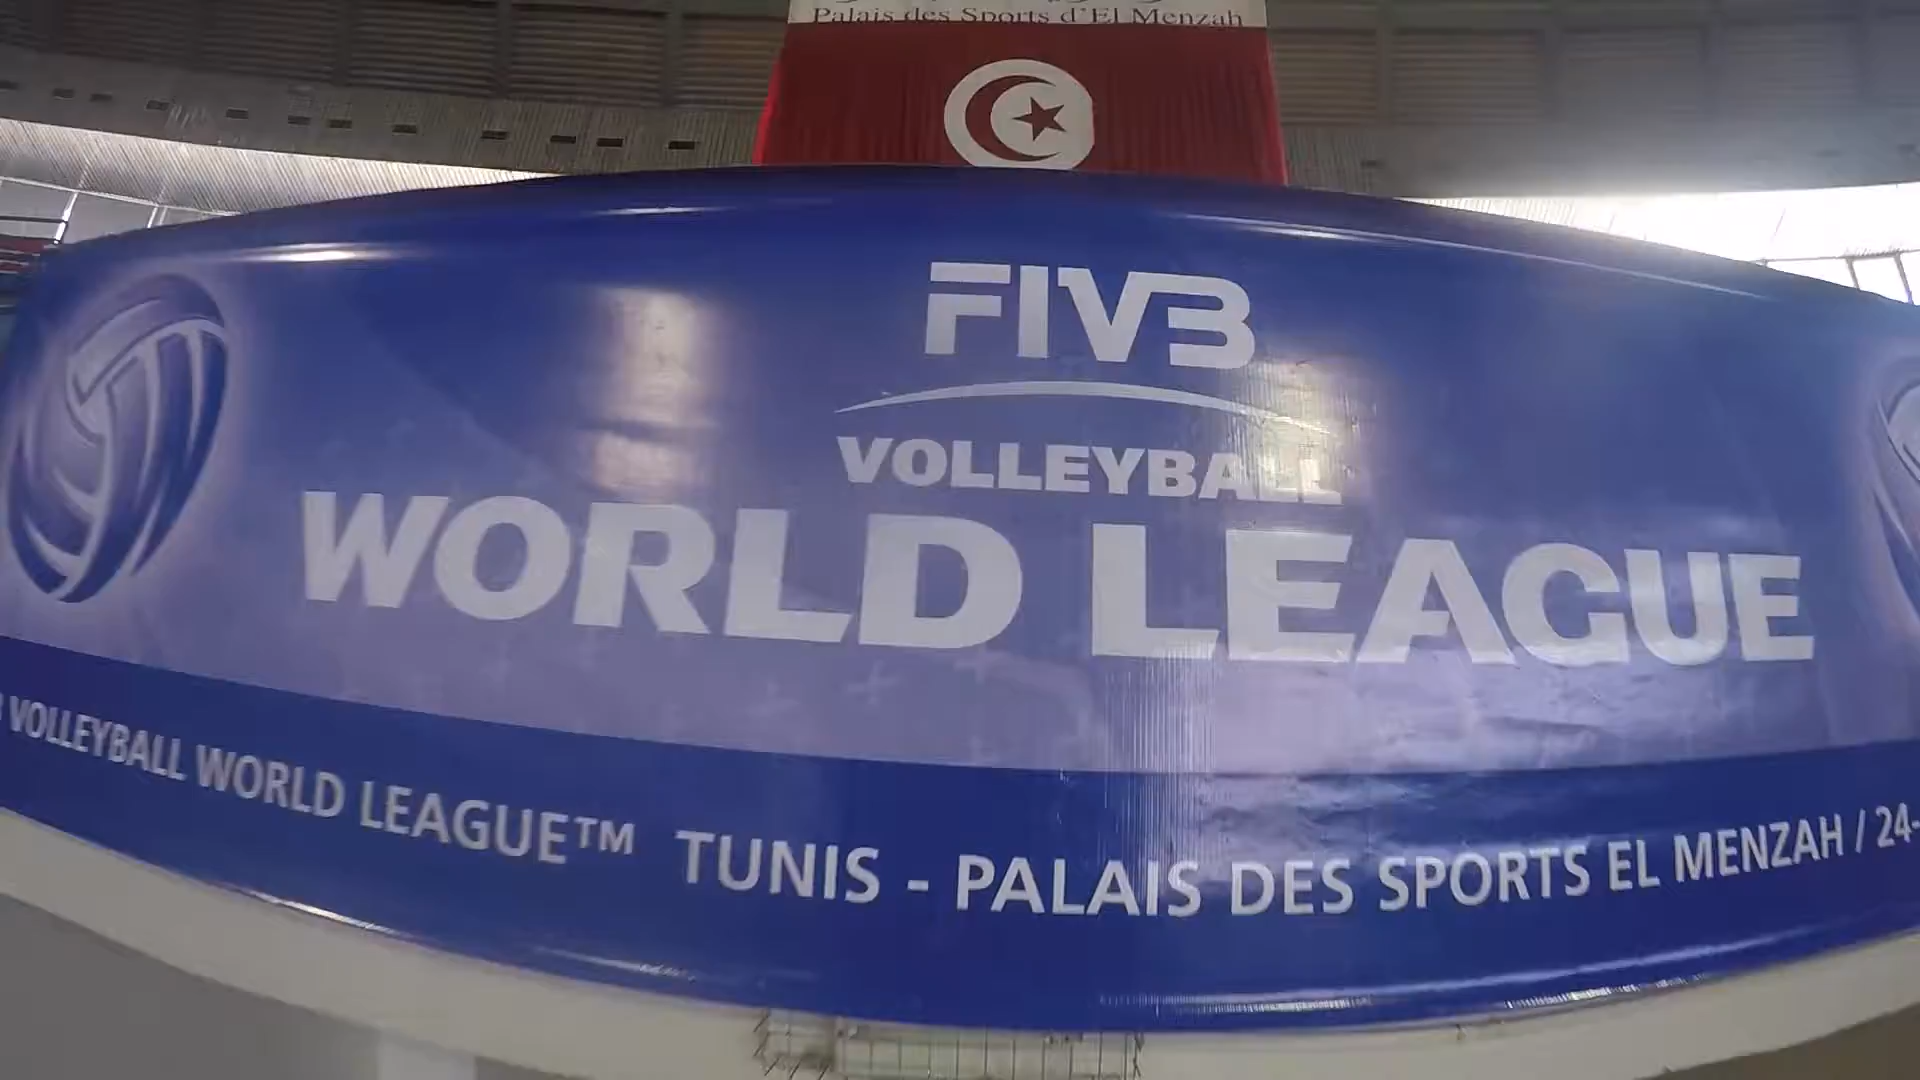 Palais des Sports d'El Menzah
FIVB
VOLLEYBALL
WORLD LEAGUE
VOLLEYBALL WORLD LEAGUE™ TUNIS - PALAIS DES SPORTS EL MENZAH / 24-